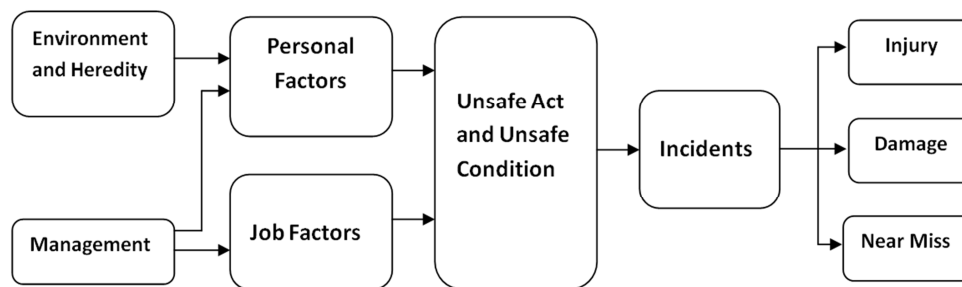 Environment
and Heredity
Personal
Factors
Unsafe Act
and Unsafe
Condition
Incidents
Injury
Damage
Near Miss
Management
Job Factors